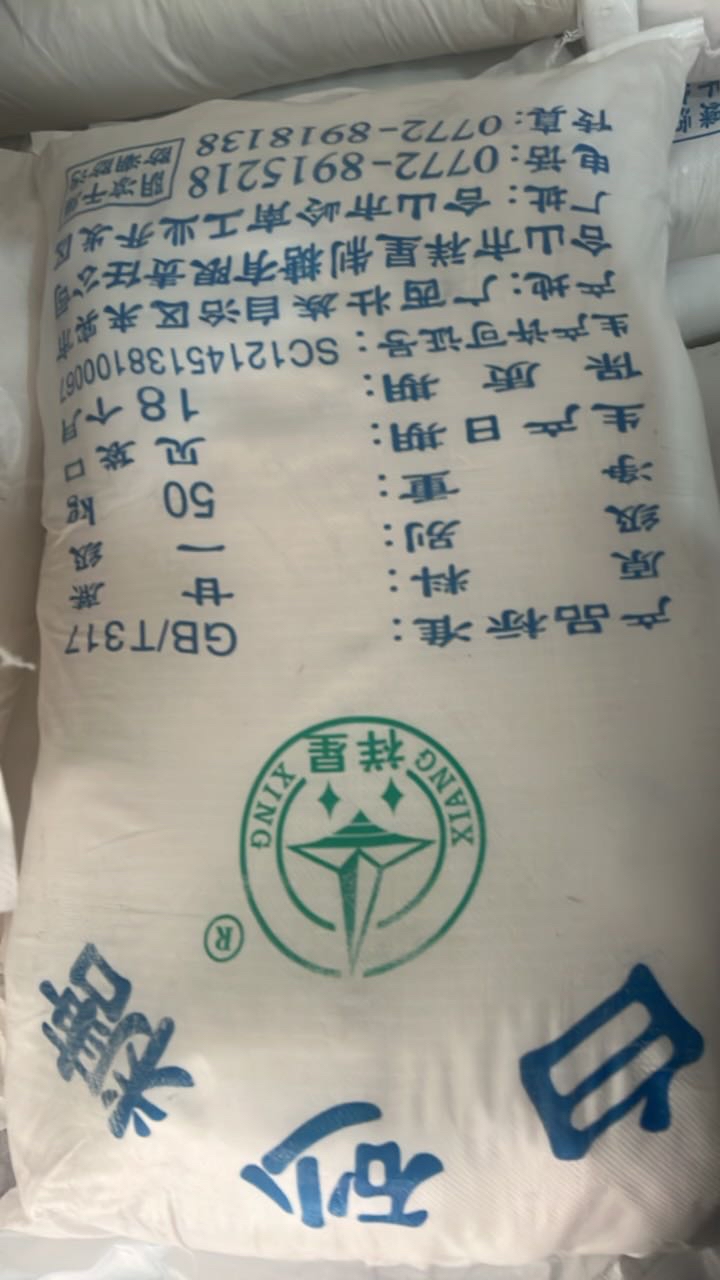 白砂糖
®
祥星
XIANG XING
产品标准：GB/T317
原料：甘蔗
级别：一级
净重：50kg
生产日期：见袋口
保质期：18个月
生产许可证号：SC12145138100067
产地：广西壮族自治区来宾市
合山市祥星制糖有限责任公司
厂址：合山市岭南工业开发区
电话：0772-8915218
传真：0772-8918138